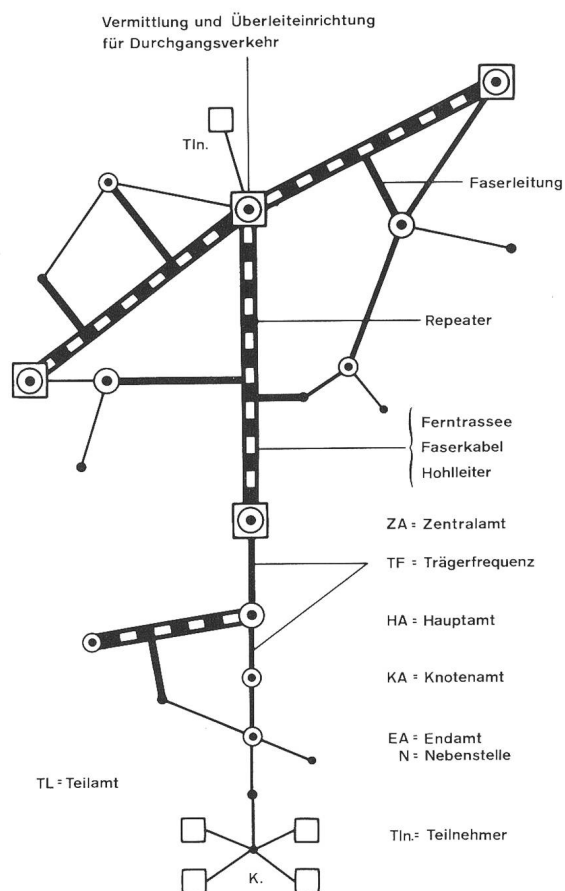 Vermittlung und Überleiteinrichtung
für Durchgangsverkehr
Tln.
Faserleitung
Repeater
Ferntrassee
Faserkabel
Hohlleiter
ZA = Zentralamt
TF = Trägerfrequenz
HA = Hauptamt
KA = Knotenamt
EA = Endamt
N = Nebenstelle
TL = Teilamt
Tln. = Teilnehmer
K.